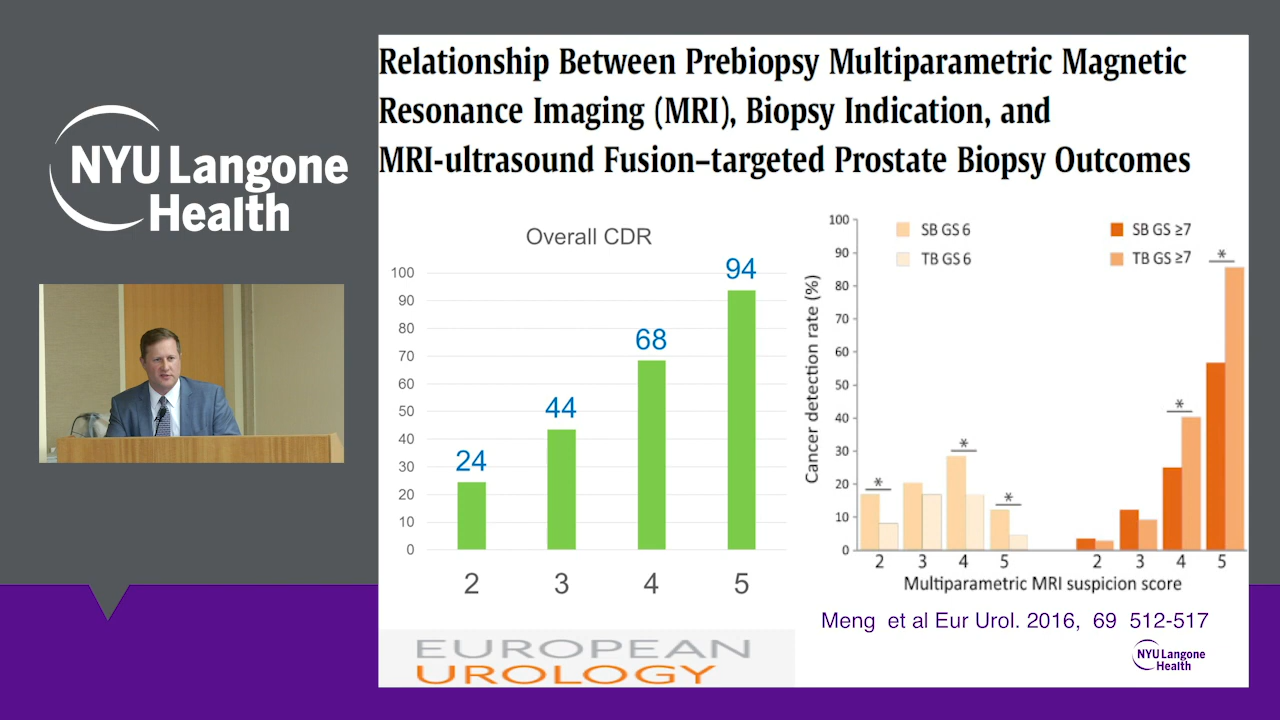 NYU Langone
Health
Relationship Between Prebiopsy Multiparametric Magnetic
Resonance Imaging (MRI), Biopsy Indication, and
MRI-ultrasound Fusion–targeted Prostate Biopsy Outcomes
Overall CDR
100
90
80
70
60
50
40
30
20
10
0
24
44
68
94
2
3
4
5
Cancer detection rate (%)
100
90
80
70
60
50
40
30
20
10
0
SB GS 6
TB GS 6
SB GS ≥7
TB GS ≥7
*
*
*
*
*
2
3
4
5
2
3
4
5
Multiparametric MRI suspicion score
Meng et al Eur Urol. 2016, 69 512-517
EUROPEAN
UROLOGY
NYU Langone
Health